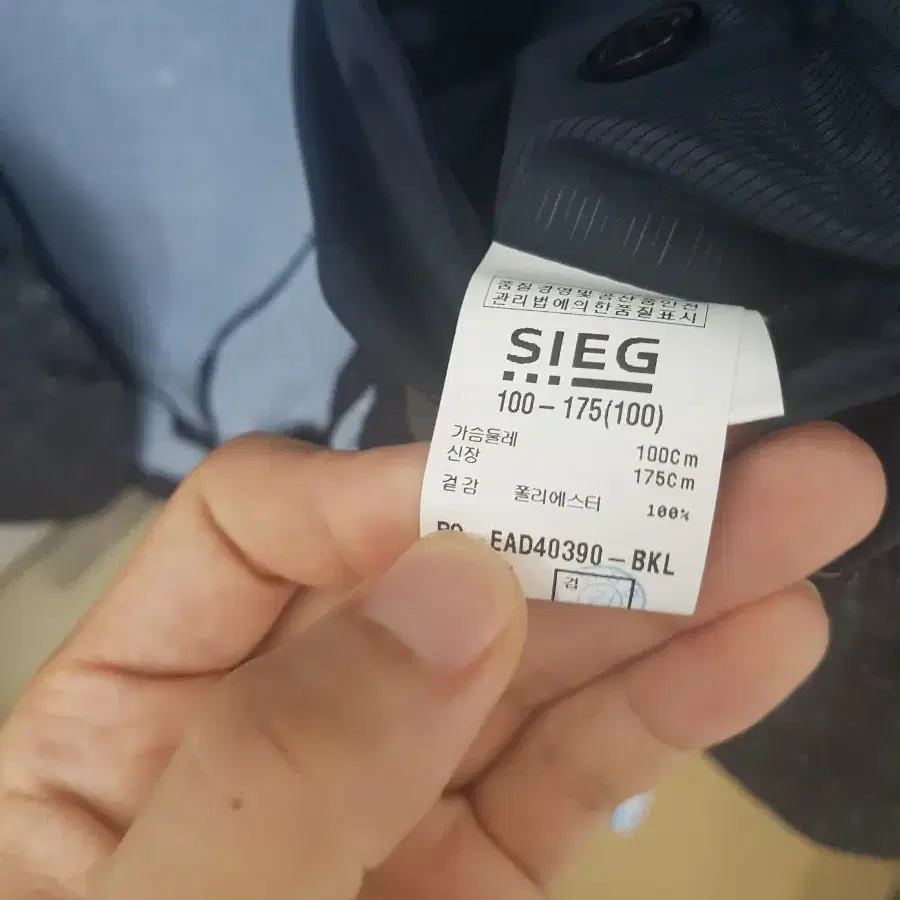 품질경영및공산품안전
관리법에의한품질표시
SIEG
100-175(100)
가슴둘레 100Cm
신장 175Cm
겉감 폴리에스터 100%
EAD40390-BKL
검